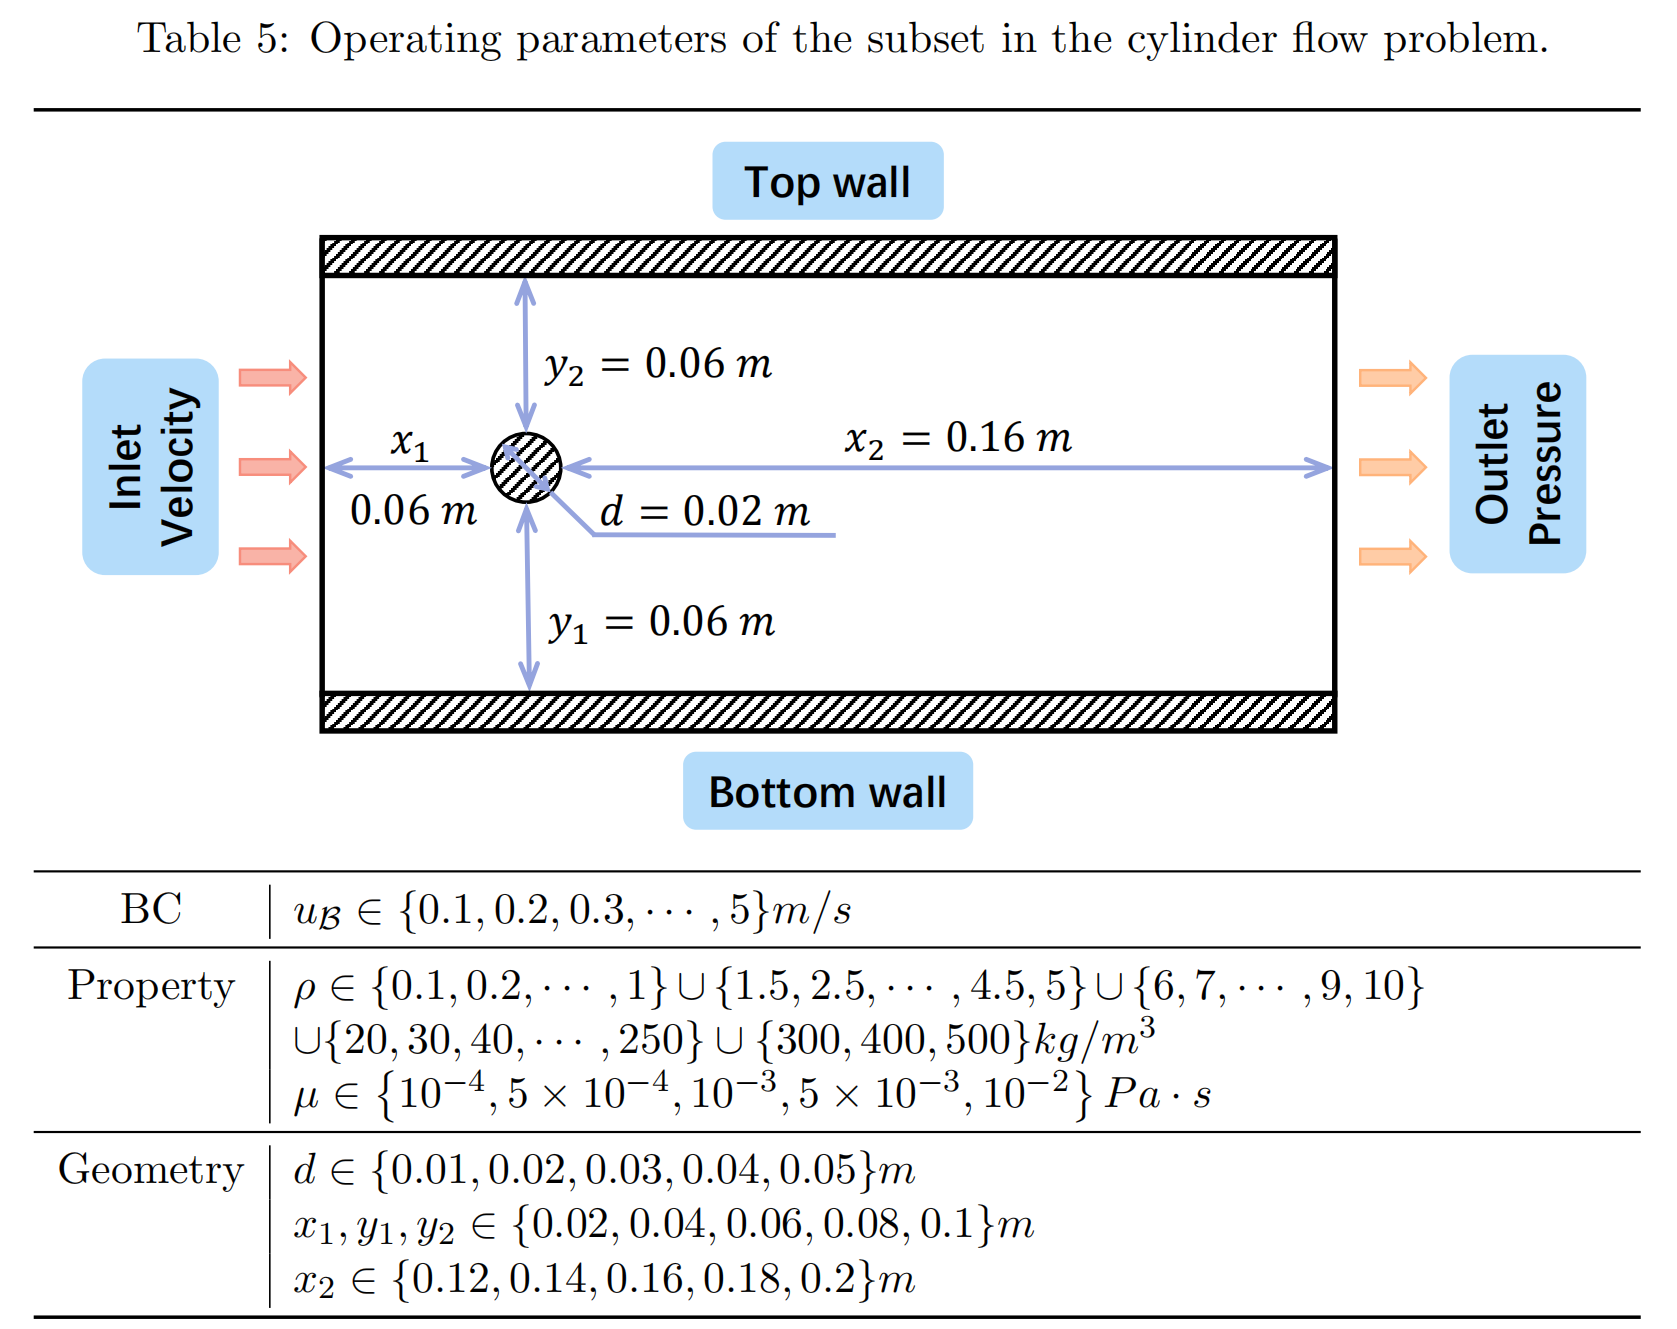 Table 5: Operating parameters of the subset in the cylinder flow problem.
Top wall
Inlet
Velocity
y₂ = 0.06 m
x₁
0.06 m
x₂ = 0.16 m
d = 0.02 m
y₁ = 0.06 m
Outlet
Pressure
Bottom wall
BC u_𝓑 ∈ {0.1, 0.2, 0.3, ⋯ , 5}m/s
Property ρ ∈ {0.1, 0.2, ⋯ , 1} ∪ {1.5, 2.5, ⋯ , 4.5, 5} ∪ {6, 7, ⋯ , 9, 10}
∪{20, 30, 40, ⋯ , 250} ∪ {300, 400, 500}kg/m³
μ ∈ {10⁻⁴, 5 × 10⁻⁴, 10⁻³, 5 × 10⁻³, 10⁻²} Pa · s
Geometry d ∈ {0.01, 0.02, 0.03, 0.04, 0.05}m
x₁, y₁, y₂ ∈ {0.02, 0.04, 0.06, 0.08, 0.1}m
x₂ ∈ {0.12, 0.14, 0.16, 0.18, 0.2}m